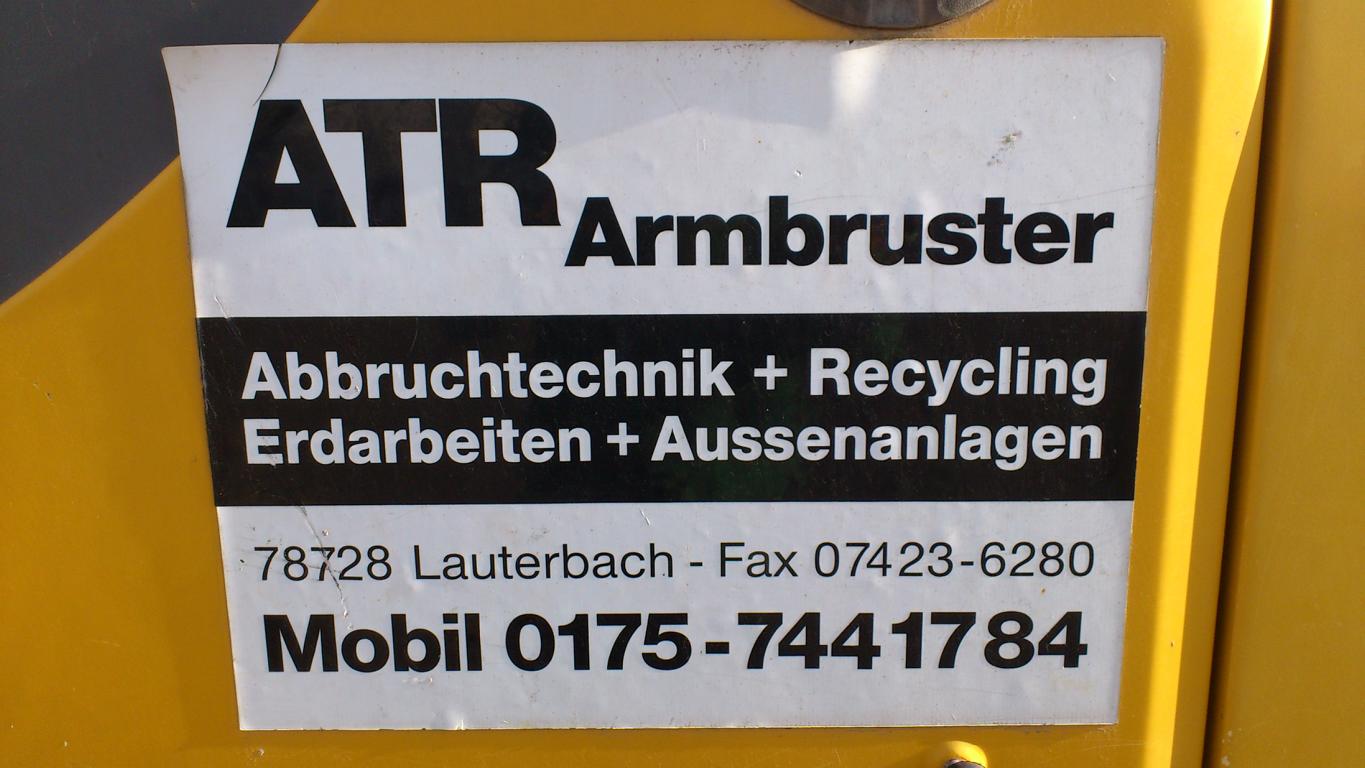 ATR Armbruster
Abbruchtechnik + Recycling
Erdarbeiten + Aussenanlagen
78728 Lauterbach - Fax 07423-6280
Mobil 0175-7441784